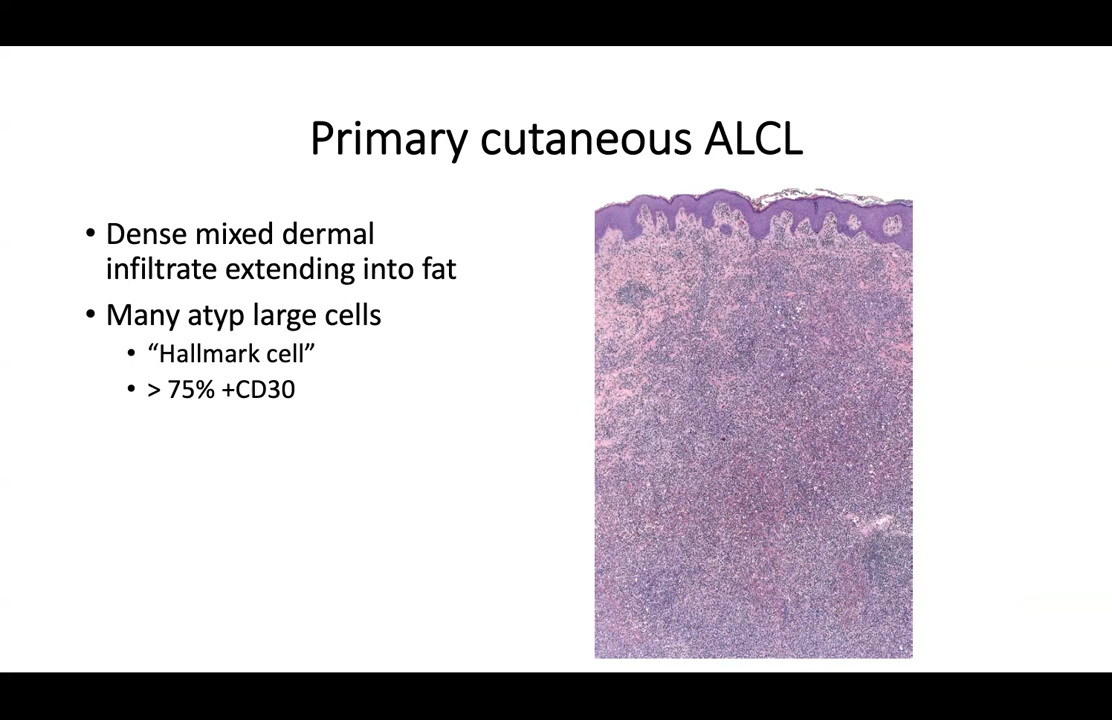 Primary cutaneous ALCL
• Dense mixed dermal
infiltrate extending into fat
• Many atyp large cells
• “Hallmark cell”
• > 75% +CD30